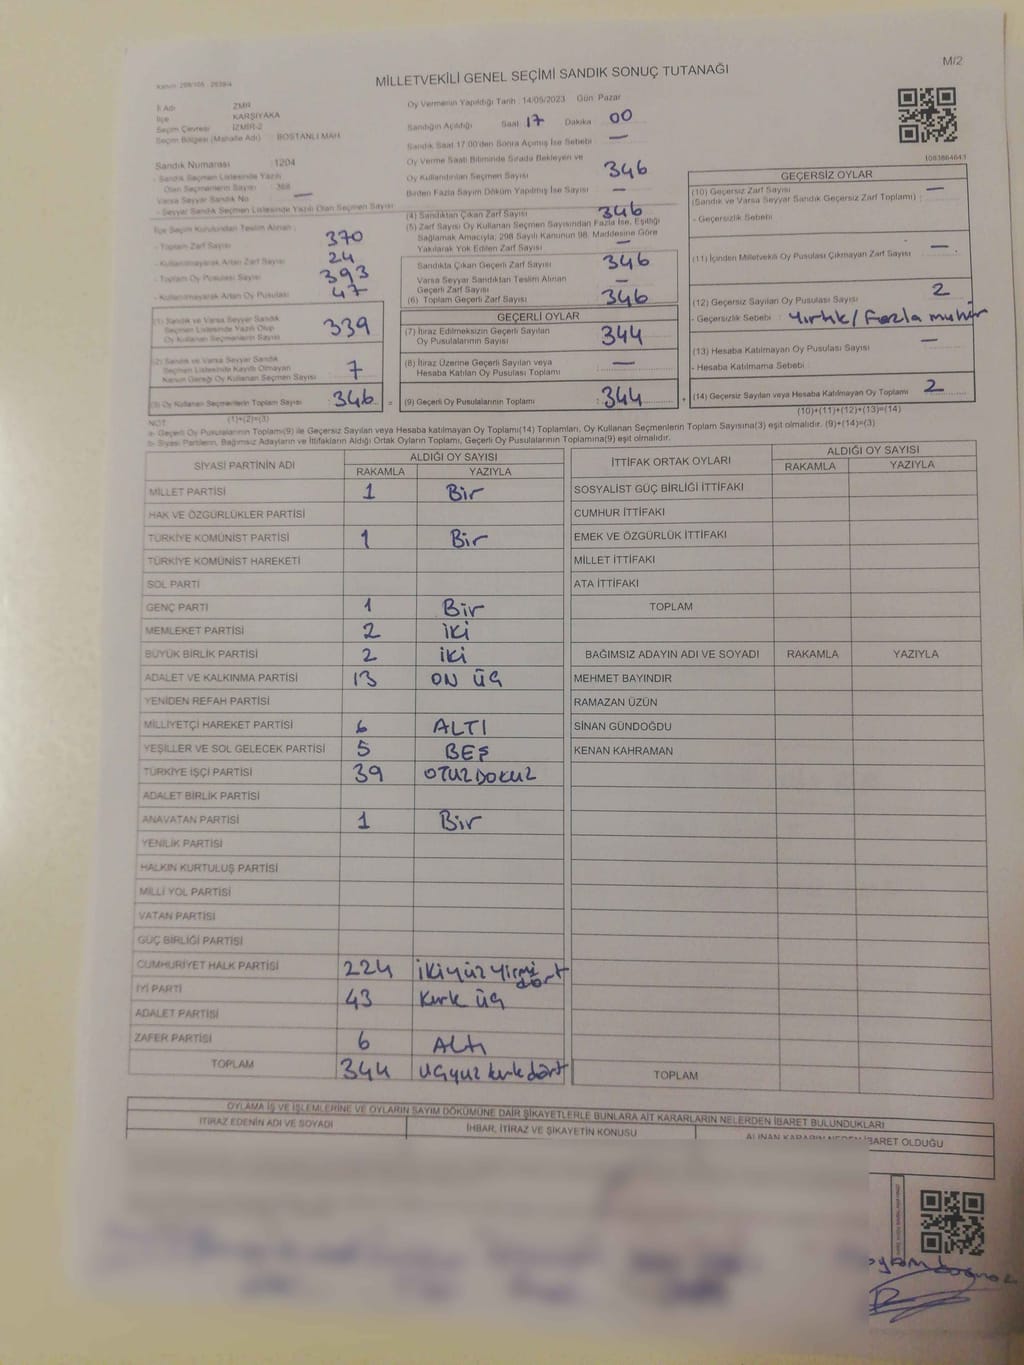 M/2
MİLLETVEKİLİ GENEL SEÇİMİ SANDIK SONUÇ TUTANAĞI
İl Adı
İlçe KARŞIYAKA
Seçim Çevresi İZMİR-2
Seçim Bölgesi (Mahalle Adı) BOSTANLI MAH
Sandık Numarası : 1204
- Sandık Seçmen Listesinde Yazılı
Olan Seçmenlerin Sayısı
Varsa Seyyar Sandık No —
- Seyyar Sandık Seçmen Listesinde Yazılı Olan Seçmen Sayısı
İlçe Seçim Kurulundan Teslim Alınan ;
- Toplam Zarf Sayısı 370
- Kullanılmayarak Artan Zarf Sayısı 24
- Toplam Oy Pusulası Sayısı 393
- Kullanılmayarak Artan Oy Pusulası 47
(1) Sandık ve Varsa Seyyar Sandık
Seçmen Listesinde Yazılı Olup
Oy Kullanan Seçmenlerin Sayısı 339
(2) Sandık ve Varsa Seyyar Sandık
Seçmen Listesinde Kayıtlı Olmayan
Kanun Gereği Oy Kullanan Seçmen Sayısı 7
(3) Oy Kullanan Seçmenlerin Toplam Sayısı : 346
(1)+(2)=(3)
Oy Vermenin Yapıldığı Tarih : 14/05/2023 Gün: Pazar
Sandığın Açıldığı Saat 17 Dakika 00
Sandık Saat 17.00'den Sonra Açılmış İse Sebebi —
Oy Verme Saati Bitiminde Sırada Bekleyen ve
Oy Kullandırılan Seçmen Sayısı 346
Birden Fazla Sayım Döküm Yapılmış İse Sayısı —
(4) Sandıktan Çıkan Zarf Sayısı 346
(5) Zarf Sayısı Oy Kullanan Seçmen Sayısından Fazla İse, Eşitliği
Sağlamak Amacıyla; 298 Sayılı Kanunun 98. Maddesine Göre
Yakılarak Yok Edilen Zarf Sayısı —
Sandıkta Çıkan Geçerli Zarf Sayısı 346
Varsa Seyyar Sandıktan Teslim Alınan
Geçerli Zarf Sayısı
(6) Toplam Geçerli Zarf Sayısı 346
GEÇERLİ OYLAR
(7) İtiraz Edilmeksizin Geçerli Sayılan
Oy Pusulalarının Sayısı 344
(8) İtiraz Üzerine Geçerli Sayılan veya
Hesaba Katılan Oy Pusulası Toplamı —
(9) Geçerli Oy Pusulalarının Toplamı : 344
1083864641
GEÇERSİZ OYLAR
(10) Geçersiz Zarf Sayısı —
(Sandık ve Varsa Seyyar Sandık Geçersiz Zarf Toplamı) :
- Geçersizlik Sebebi
(11) İçinden Milletvekili Oy Pusulası Çıkmayan Zarf Sayısı —
(12) Geçersiz Sayılan Oy Pusulası Sayısı 2
- Geçersizlik Sebebi : Yırtık/Fazla mühür
(13) Hesaba Katılmayan Oy Pusulası Sayısı —
- Hesaba Katılmama Sebebi :
(14) Geçersiz Sayılan veya Hesaba Katılmayan Oy Toplamı 2
(10)+(11)+(12)+(13)=(14)
NOT
a- Geçerli Oy Pusulalarının Toplamı(9) ile Geçersiz Sayılan veya Hesaba katılmayan Oy Toplamı(14) Toplamları, Oy Kullanan Seçmenlerin Toplam Sayısına(3) eşit olmalıdır. (9)+(14)=(3)
b- Siyasi Partilerin, Bağımsız Adayların ve İttifakların Aldığı Ortak Oyların Toplamı, Geçerli Oy Pusulalarının Toplamına(9) eşit olmalıdır.
SİYASİ PARTİNİN ADI ALDIĞI OY SAYISI
RAKAMLA YAZIYLA
MİLLET PARTİSİ 1 Bir
HAK VE ÖZGÜRLÜKLER PARTİSİ
TÜRKİYE KOMÜNİST PARTİSİ 1 Bir
TÜRKİYE KOMÜNİST HAREKETİ
SOL PARTİ
GENÇ PARTİ 1 Bir
MEMLEKET PARTİSİ 2 iki
BÜYÜK BİRLİK PARTİSİ 2 iki
ADALET VE KALKINMA PARTİSİ 13 ON ÜÇ
YENİDEN REFAH PARTİSİ
MİLLİYETÇİ HAREKET PARTİSİ 6 ALTI
YEŞİLLER VE SOL GELECEK PARTİSİ 5 BEŞ
TÜRKİYE İŞÇİ PARTİSİ 39 OTUZDOKUZ
ADALET BİRLİK PARTİSİ
ANAVATAN PARTİSİ 1 Bir
YENİLİK PARTİSİ
HALKIN KURTULUŞ PARTİSİ
MİLLİ YOL PARTİSİ
VATAN PARTİSİ
GÜÇ BİRLİĞİ PARTİSİ
CUMHURİYET HALK PARTİSİ 224 ikiyüz Yirmi dört
İYİ PARTİ 43 Kırk üç
ADALET PARTİSİ
ZAFER PARTİSİ 6 Altı
TOPLAM 344 üçyüz kırk dört
İTTİFAK ORTAK OYLARI ALDIĞI OY SAYISI
RAKAMLA YAZIYLA
SOSYALİST GÜÇ BİRLİĞİ İTTİFAKI
CUMHUR İTTİFAKI
EMEK VE ÖZGÜRLÜK İTTİFAKI
MİLLET İTTİFAKI
ATA İTTİFAKI
TOPLAM
BAĞIMSIZ ADAYIN ADI VE SOYADI RAKAMLA YAZIYLA
MEHMET BAYINDIR
RAMAZAN ÜZÜN
SİNAN GÜNDOĞDU
KENAN KAHRAMAN
TOPLAM
OYLAMA İŞ VE İŞLEMLERİNE VE OYLARIN SAYIM DÖKÜMÜNE DAİR ŞİKAYETLERLE BUNLARA AİT KARARLARIN NELERDEN İBARET BULUNDUKLARI
İTİRAZ EDENİN ADI VE SOYADI İHBAR, İTİRAZ VE ŞİKAYETİN KONUSU ALINAN KARARIN NEDEN İBARET OLDUĞU